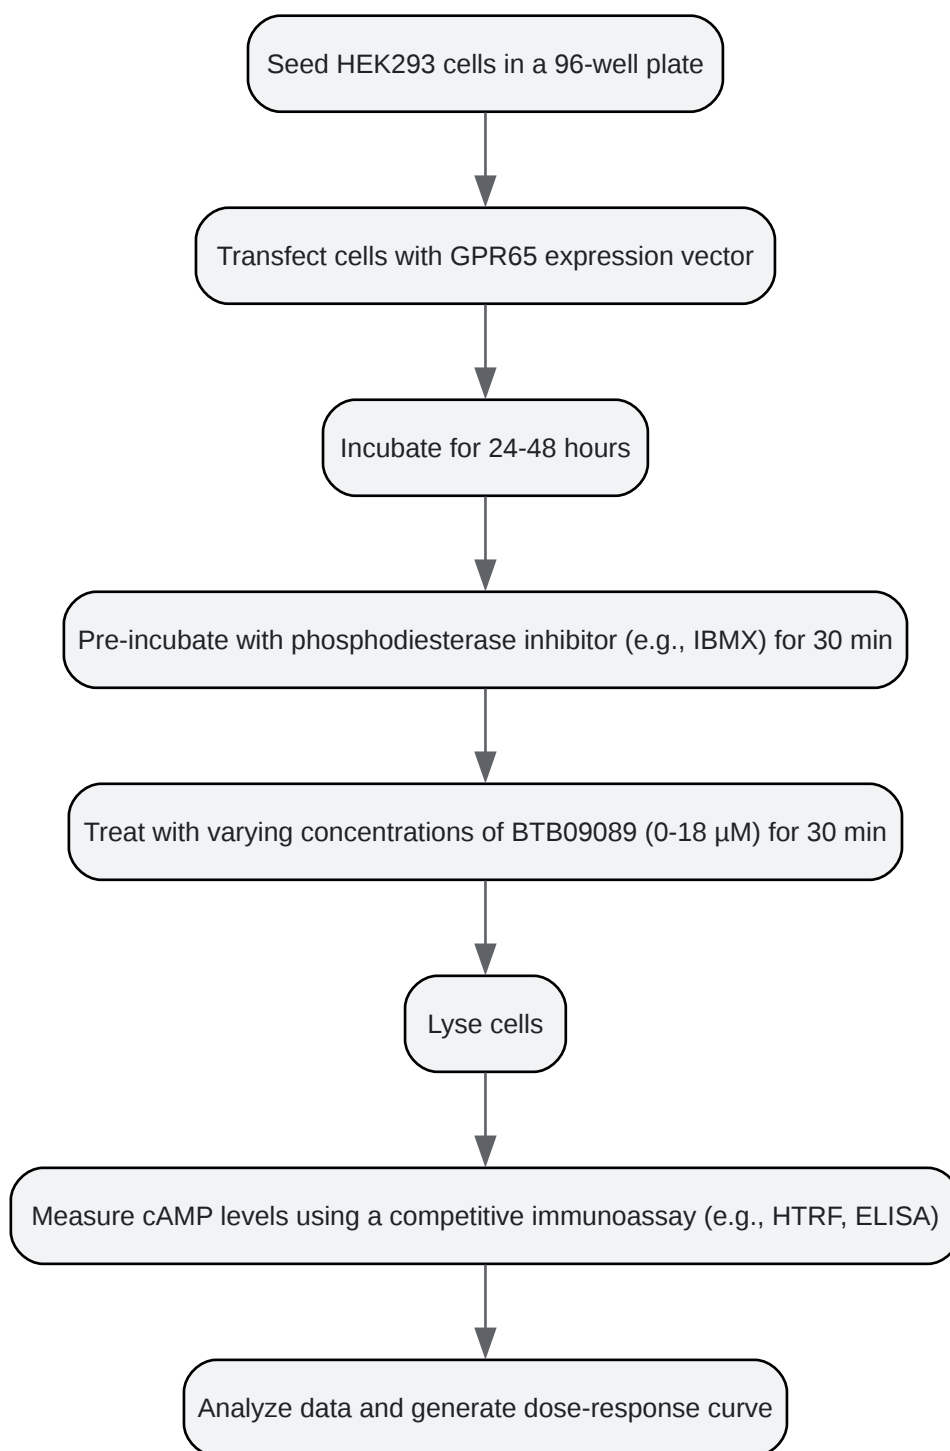 Seed HEK293 cells in a 96-well plate
Transfect cells with GPR65 expression vector
Incubate for 24-48 hours
Pre-incubate with phosphodiesterase inhibitor (e.g., IBMX) for 30 min
Treat with varying concentrations of BTB09089 (0-18 µM) for 30 min
Lyse cells
Measure cAMP levels using a competitive immunoassay (e.g., HTRF, ELISA)
Analyze data and generate dose-response curve